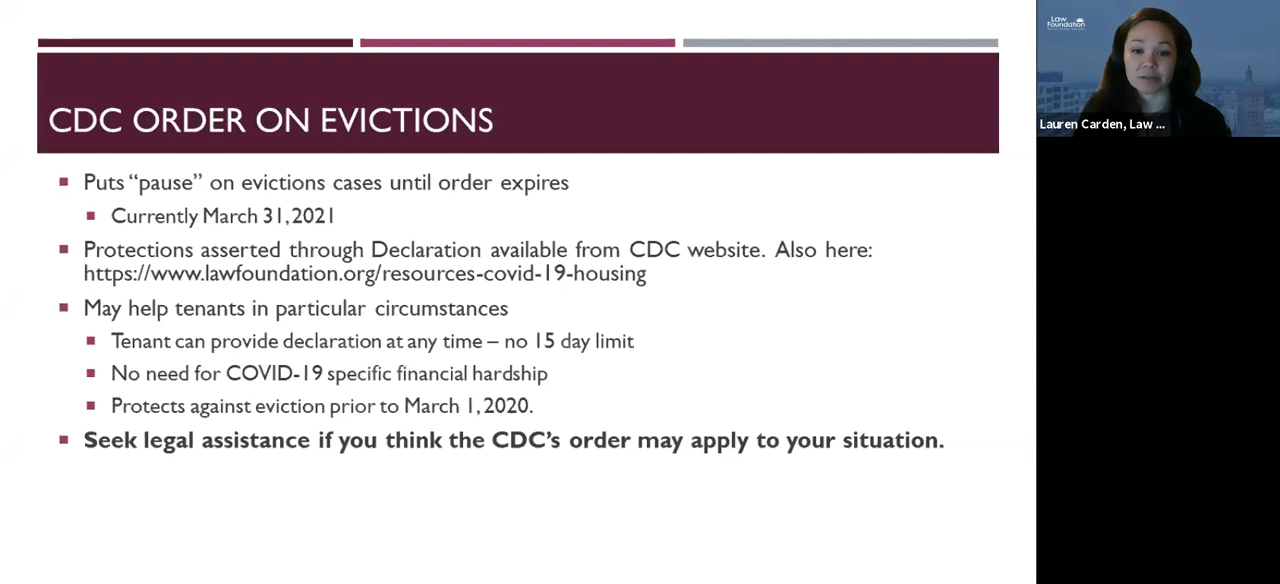 CDC ORDER ON EVICTIONS
Puts “pause” on evictions cases until order expires
Currently March 31, 2021
Protections asserted through Declaration available from CDC website. Also here:
https://www.lawfoundation.org/resources-covid-19-housing
May help tenants in particular circumstances
Tenant can provide declaration at any time – no 15 day limit
No need for COVID-19 specific financial hardship
Protects against eviction prior to March 1, 2020.
Seek legal assistance if you think the CDC’s order may apply to your situation.
Law
Foundation
Lauren Carden, Law ...